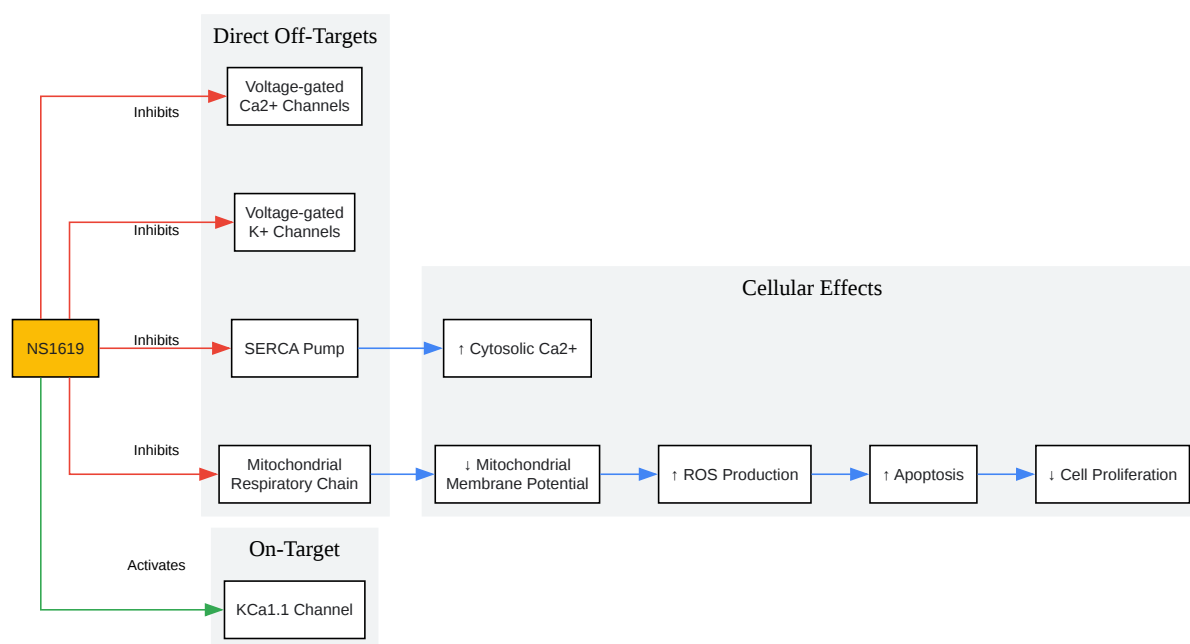 Direct Off-Targets
Voltage-gated
Ca2+ Channels
Inhibits
Voltage-gated
K+ Channels
Inhibits
Cellular Effects
NS1619
Inhibits
SERCA Pump
↑ Cytosolic Ca2+
Inhibits
Mitochondrial
Respiratory Chain
↓ Mitochondrial
Membrane Potential
↑ ROS Production
↑ Apoptosis
↓ Cell Proliferation
On-Target
Activates
KCa1.1 Channel